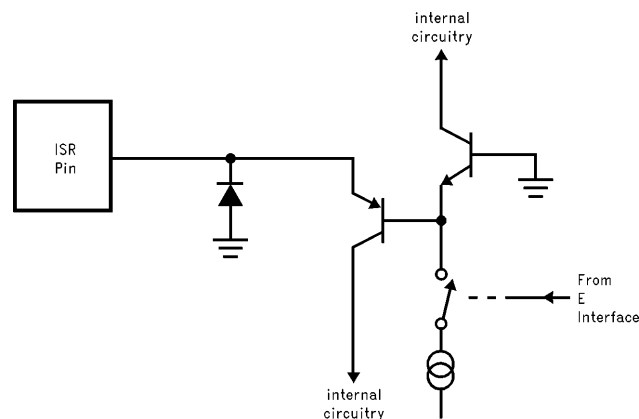 internal
circuitry
ISR
Pin
From
E
Interface
internal
circuitry